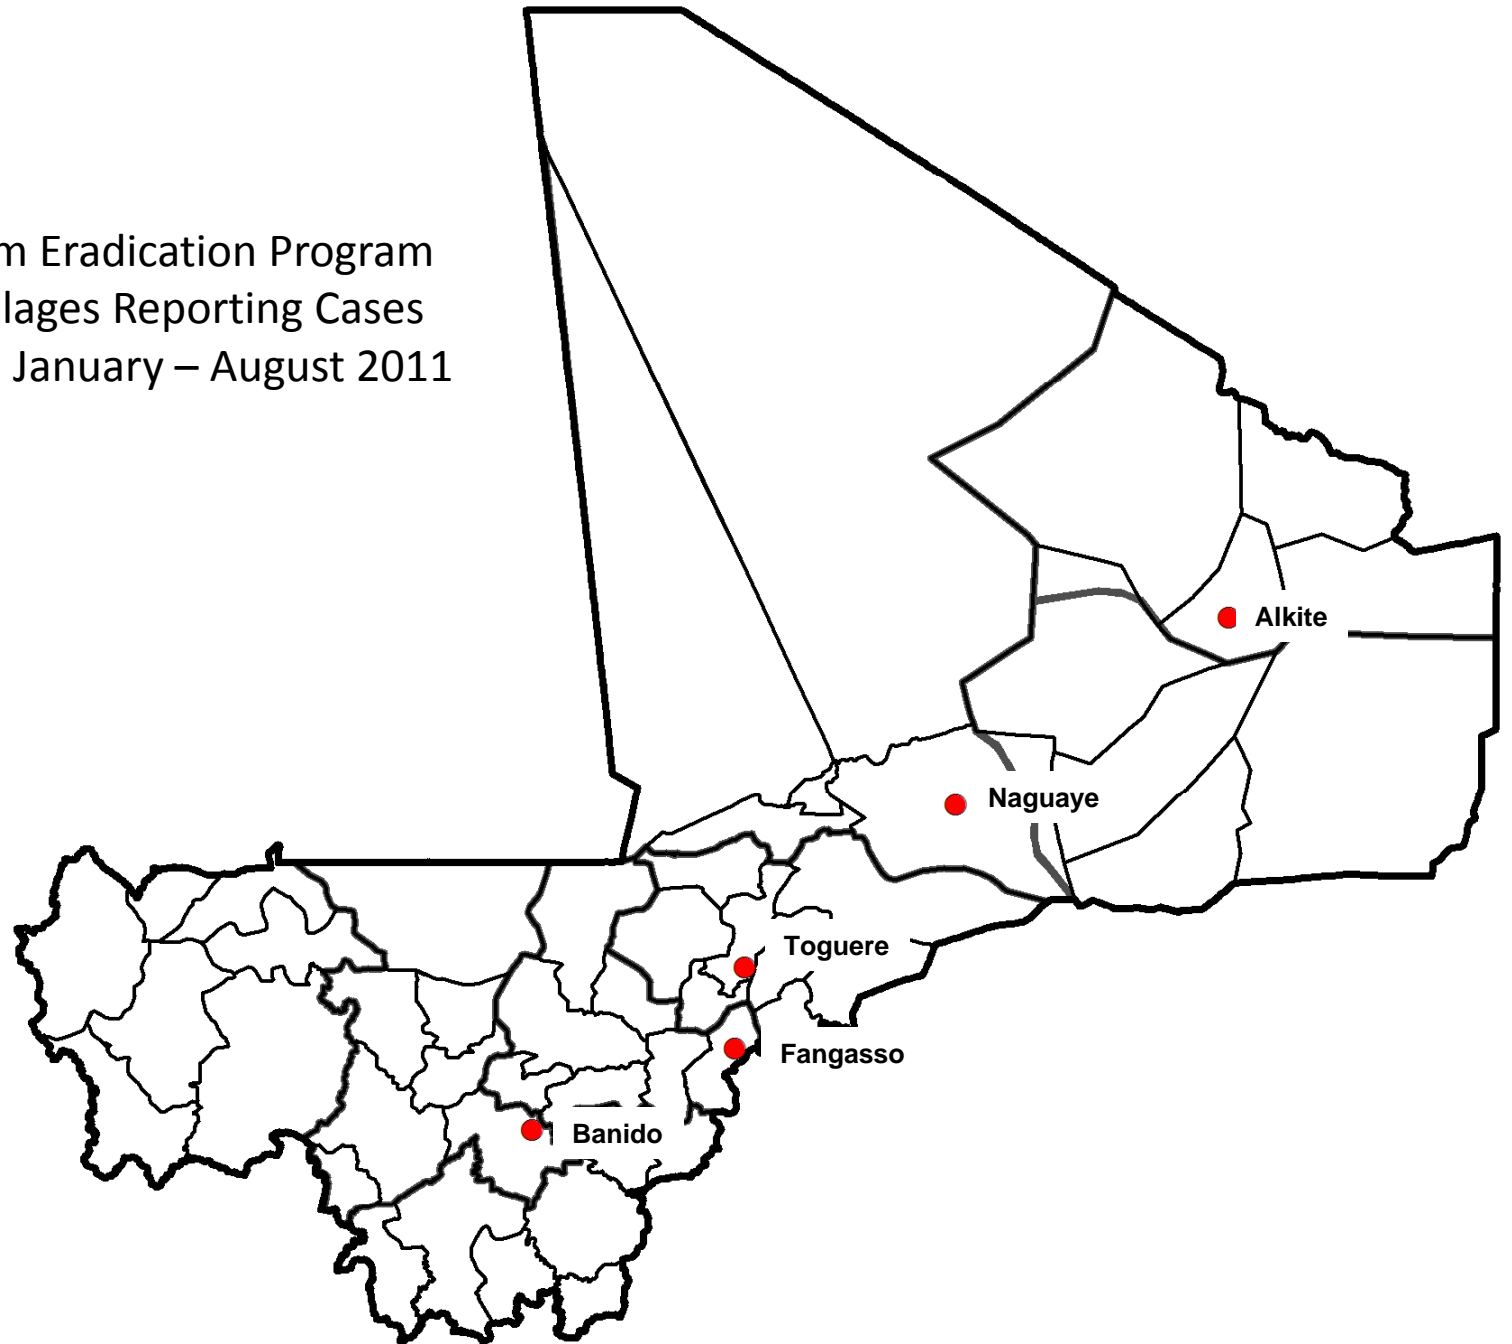 m Eradication Program
lages Reporting Cases
January – August 2011
Alkite
Naguaye
Toguere
Fangasso
Banido